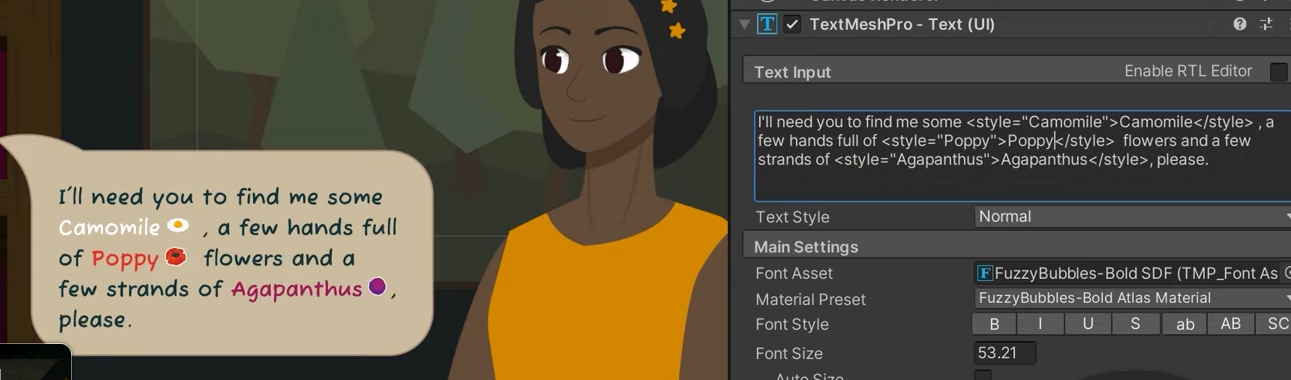 I'll need you to find me some
Camomile , a few hands full
of Poppy flowers and a
few strands of Agapanthus ,
please.
TextMeshPro - Text (UI)
Text Input
Enable RTL Editor
I'll need you to find me some <style="Camomile">Camomile</style> , a
few hands full of <style="Poppy">Poppy</style> flowers and a few
strands of <style="Agapanthus">Agapanthus</style>, please.
Text Style
Normal
Main Settings
Font Asset
FuzzyBubbles-Bold SDF (TMP_Font As
Material Preset
FuzzyBubbles-Bold Atlas Material
Font Style
B I U S ab AB SC
Font Size
53.21
Auto Size